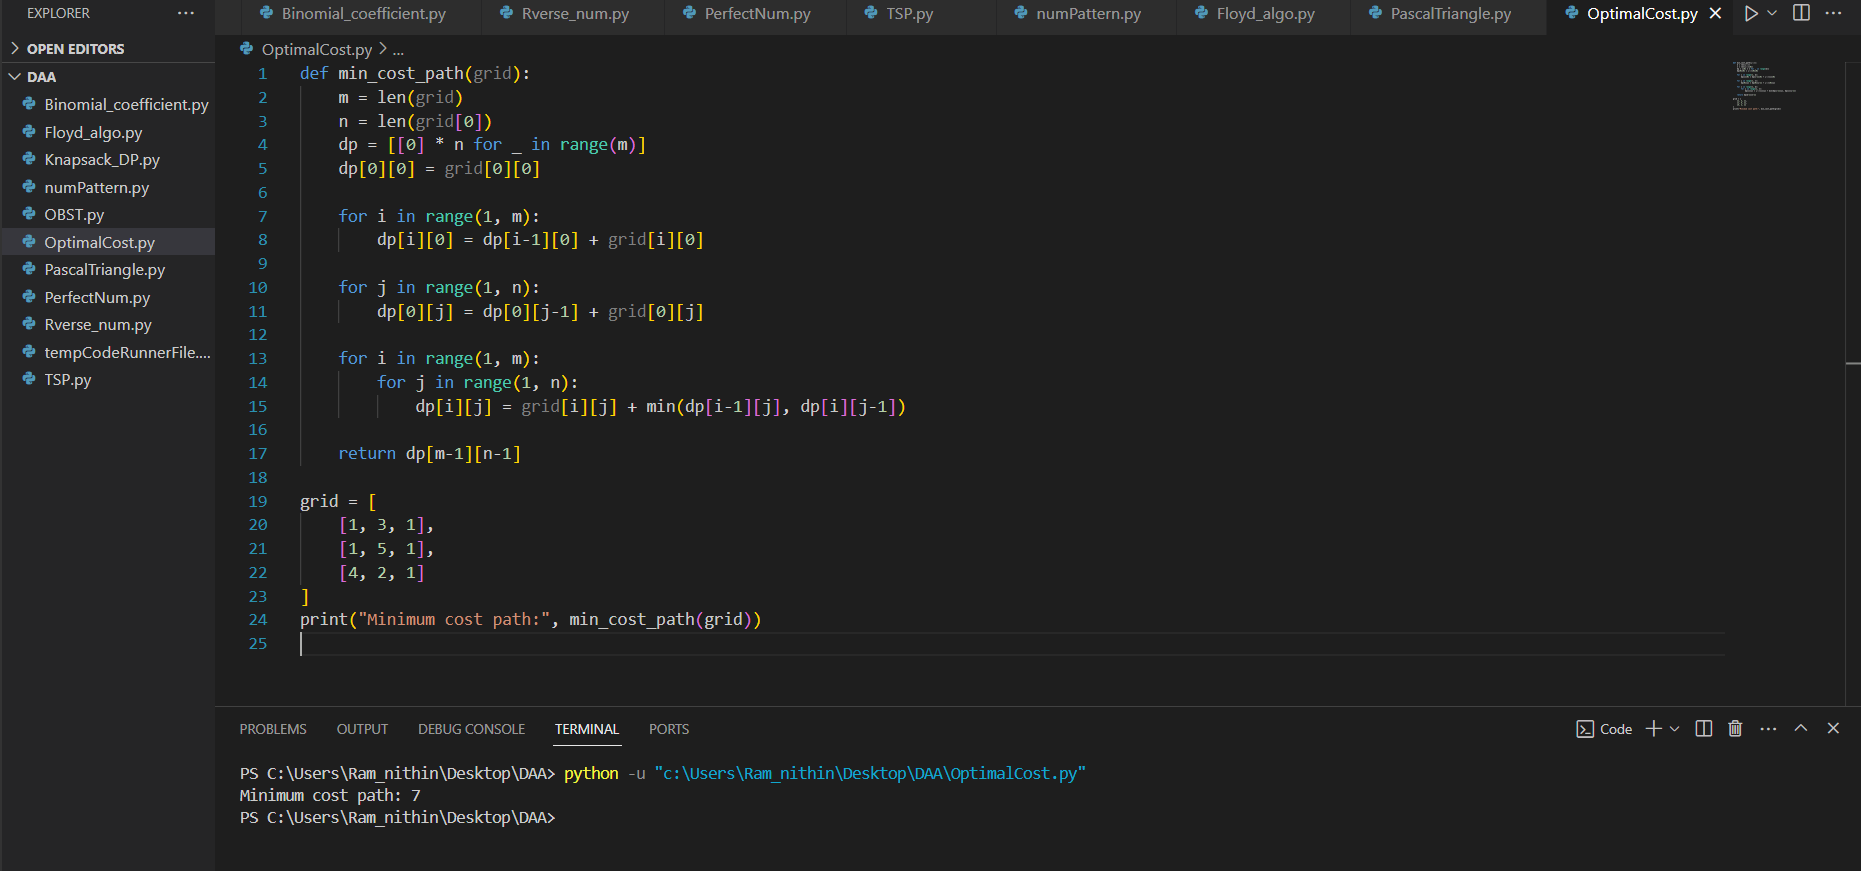 EXPLORER ···
Binomial_coefficient.py Rverse_num.py PerfectNum.py TSP.py numPattern.py Floyd_algo.py PascalTriangle.py OptimalCost.py
OPEN EDITORS
DAA
Binomial_coefficient.py
Floyd_algo.py
Knapsack_DP.py
numPattern.py
OBST.py
OptimalCost.py
PascalTriangle.py
PerfectNum.py
Rverse_num.py
tempCodeRunnerFile....
TSP.py
OptimalCost.py > ...
1 def min_cost_path(grid):
2 m = len(grid)
3 n = len(grid[0])
4 dp = [[0] * n for _ in range(m)]
5 dp[0][0] = grid[0][0]
6
7 for i in range(1, m):
8 dp[i][0] = dp[i-1][0] + grid[i][0]
9
10 for j in range(1, n):
11 dp[0][j] = dp[0][j-1] + grid[0][j]
12
13 for i in range(1, m):
14 for j in range(1, n):
15 dp[i][j] = grid[i][j] + min(dp[i-1][j], dp[i][j-1])
16
17 return dp[m-1][n-1]
18
19 grid = [
20 [1, 3, 1],
21 [1, 5, 1],
22 [4, 2, 1]
23 ]
24 print("Minimum cost path:", min_cost_path(grid))
25
PROBLEMS OUTPUT DEBUG CONSOLE TERMINAL PORTS Code
PS C:\Users\Ram_nithin\Desktop\DAA> python -u "c:\Users\Ram_nithin\Desktop\DAA\OptimalCost.py"
Minimum cost path: 7
PS C:\Users\Ram_nithin\Desktop\DAA>